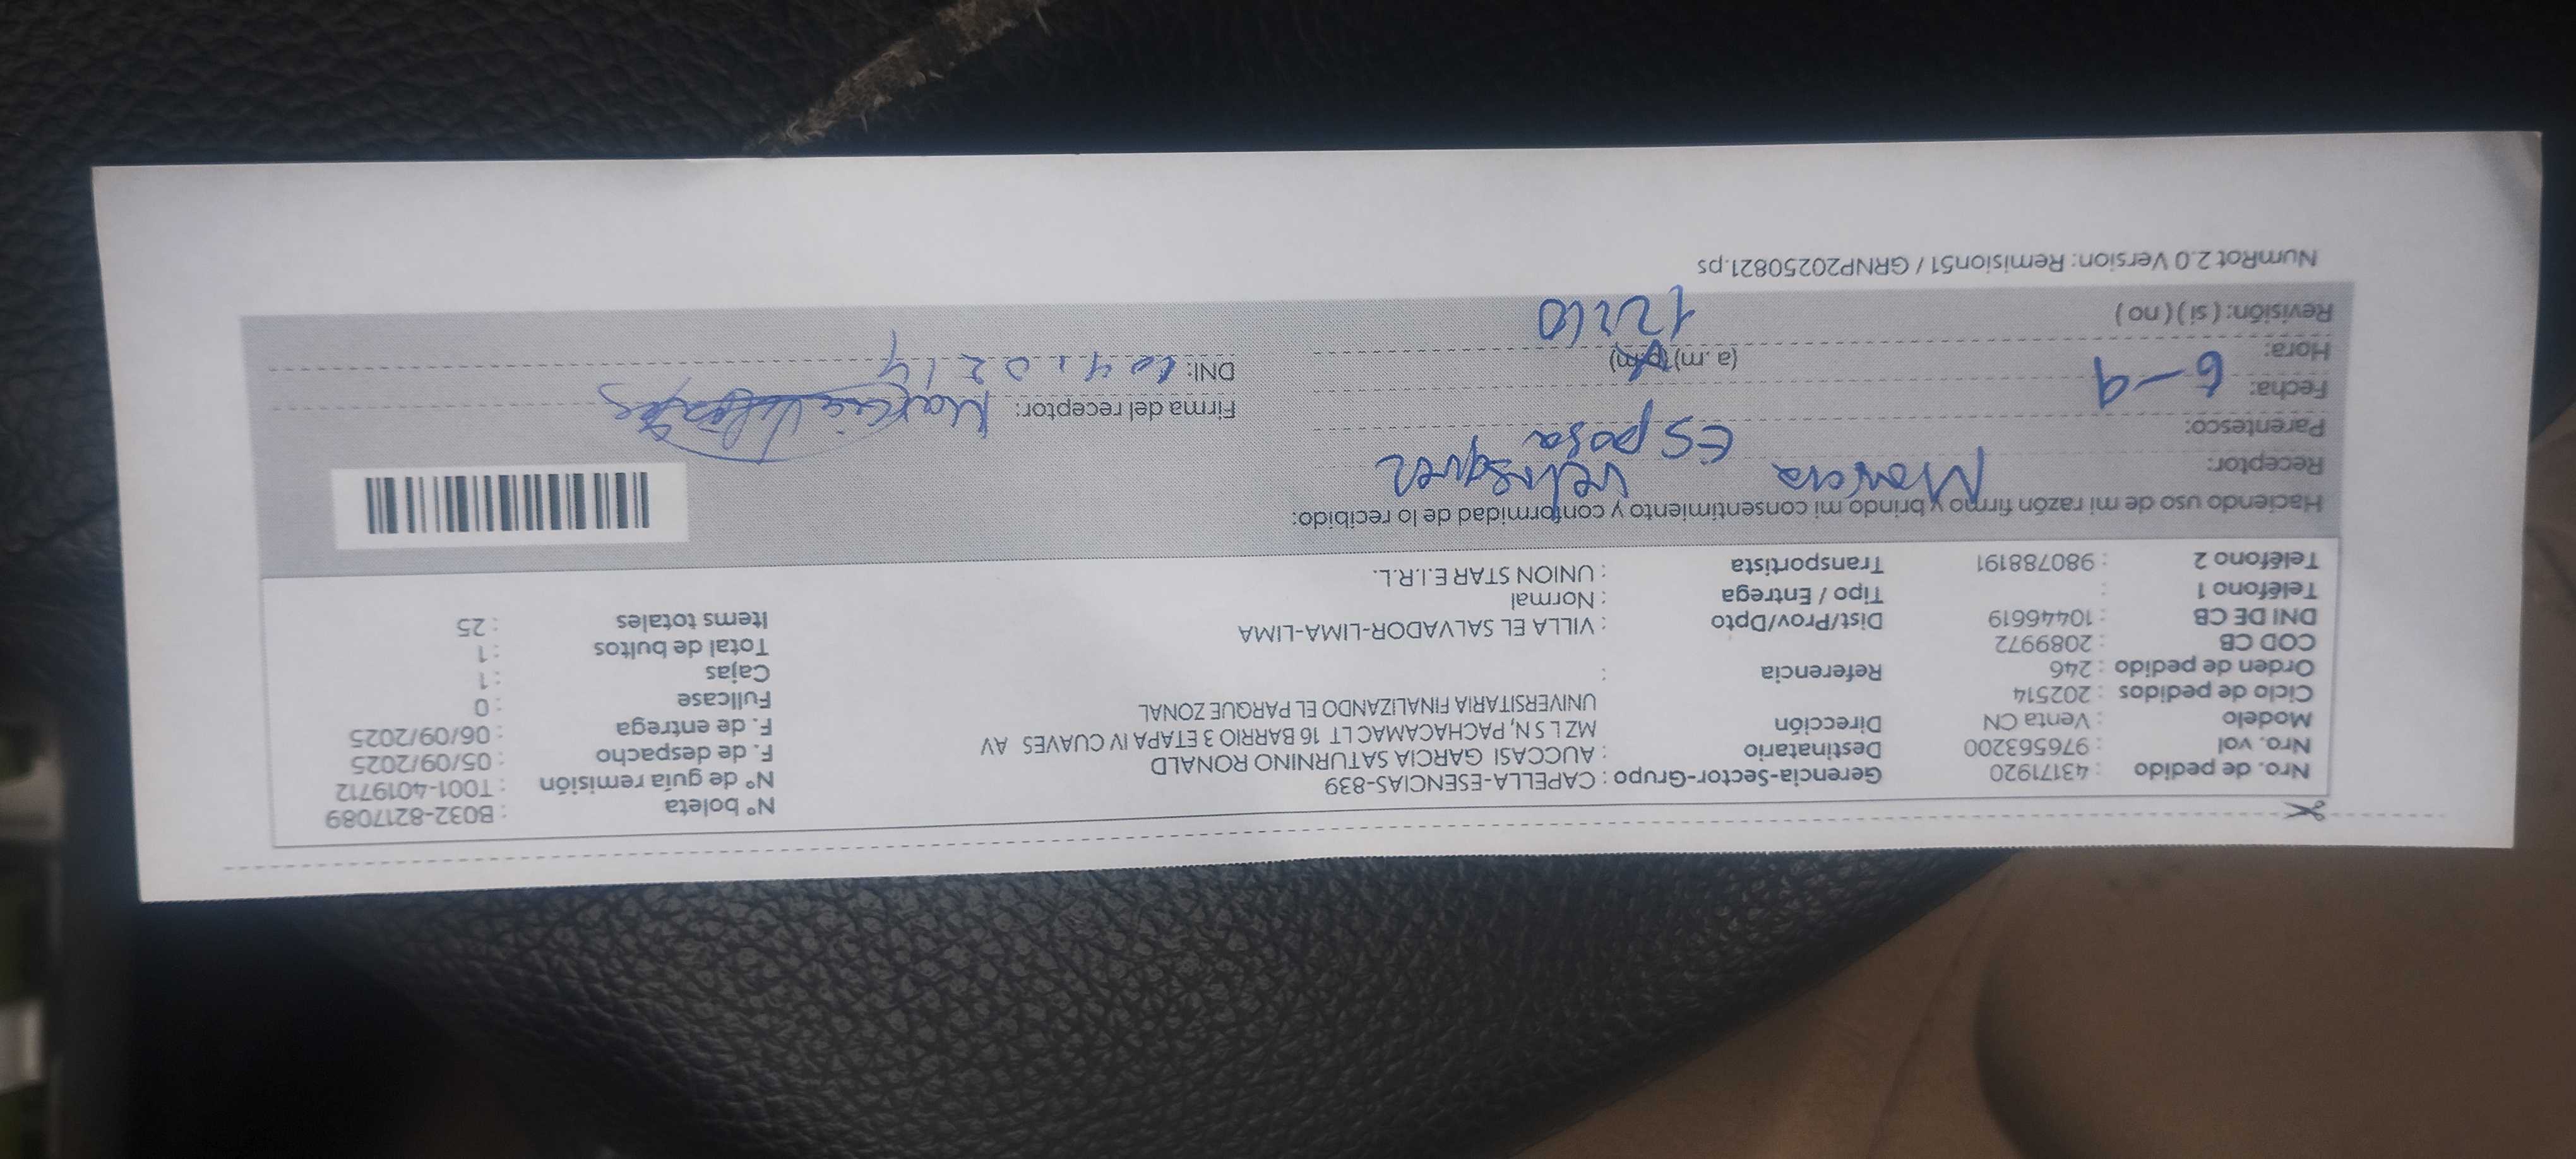 Nro. de pedido : 43171920 Gerencia-Sector-Grupo : CAPELLA-ESENCIAS-839 N° boleta : B032-8217089
Nro. vol : 976563200 Destinatario : AUCCASI GARCIA SATURNINO RONALD N° de guía remisión : T001-4019712
Modelo : Venta CN Dirección MZ L S N, PACHACAMAC LT 16 BARRIO 3 ETAPA IV CUAVES AV F. de despacho : 05/09/2025
Ciclo de pedidos : 202514 UNIVERSITARIA FINALIZANDO EL PARQUE ZONAL F. de entrega : 06/09/2025
Orden de pedido : 246 Referencia : Fullcase : 0
COD CB : 2089972 Cajas : 1
DNI DE CB : 10446619 Dist/Prov/Dpto : VILLA EL SALVADOR-LIMA-LIMA Total de bultos : 1
Teléfono 1 : Tipo / Entrega : Normal Items totales : 25
Teléfono 2 : 980788191 Transportista : UNION STAR E.I.R.L.
Haciendo uso de mi razón firmo y brindo mi consentimiento y conformidad de lo recibido:
Receptor: Marcia Velasquez
Parentesco: Esposa
Fecha: 6-9 Firma del receptor:
Hora: (a.m) (p.m) 12:10 DNI:
Revisión: ( si ) ( no )
NumRot 2.0 Version: Remision51 / GRNP20250821.ps